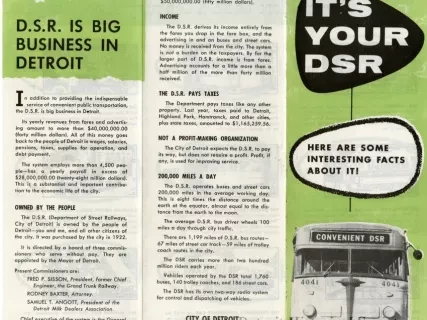 D.S.R. IS BIG
BUSINESS IN
DETROIT
In addition to providing the indispensable
service of convenient public transportation,
the D.S.R. is big business in Detroit.
Its yearly revenues from fares and advertis-
ing amount to more than $40,000,000.00
(forty million dollars). All of this money goes
back to the people of Detroit in wages, salaries,
pensions, taxes, supplies for operation, and
debt payment.
The system employs more than 4,500 peo-
ple—has a yearly payroll in excess of
$28,000,000.00 (twenty-eight million dollars).
This is a substantial and important contribu-
tion to the economic life of the city.
OWNED BY THE PEOPLE
The D.S.R. (Department of Street Railways,
City of Detroit) is owned by the people of
Detroit—you and me, and all other citizens of
the city. It was purchased by the city in 1922.
It is directed by a board of three commis-
sioners who serve without pay. They are
appointed by the Mayor of Detroit.
Present Commissioners are:
FRED P. SISSON, President, Former Chief
Engineer, the Grand Trunk Railway.
RODNEY BAXTER, Attorney.
SAMUEL T. ANGOTT, President of the
Detroit Milk Dealers Association.
$50,000,000.00 (fifty million dollars).
INCOME
The D.S.R. derives its income entirely from
the fares you drop in the fare box, and the
advertising in and on buses and street cars.
No money is received from the city. The system
is not a burden on the taxpayers. By far the
larger part of D.S.R. income is from fares.
Advertising accounts for a little more than one
half million of the more than forty million
received.
THE D.S.R. PAYS TAXES
The Department pays taxes like any other
property. Last year, taxes paid to Detroit,
Highland Park, Hamtramck, and other cities,
plus state taxes, amounted to $1,165,259.56.
NOT A PROFIT-MAKING ORGANIZATION
The City of Detroit expects the D.S.R. to pay
its way, but does not require a profit. Profit, if
any, is used for improving service.
200,000 MILES A DAY
The D.S.R. operates buses and street cars
200,000 miles in the average working day.
This is eight times the distance around the
earth at the equator, almost equal to the dis-
tance from the earth to the moon.
The average D.S.R. bus driver wheels 100
miles a day through city traffic.
There are 1,199 miles of D.S.R. bus routes—
67 miles of street car track—59 miles of trolley
coach routes in the city.
The DSR carries more than two hundred
million riders each year.
Vehicles operated by the DSR total 1,760
buses, 140 trolley coaches, and 186 street cars.
The DSR has its own two-way radio system
for control and dispatching of vehicles.
CITY OF DETROIT
IT'S
YOUR
DSR
HERE ARE SOME
INTERESTING FACTS
ABOUT IT!
CONVENIENT DSR
4041
4041